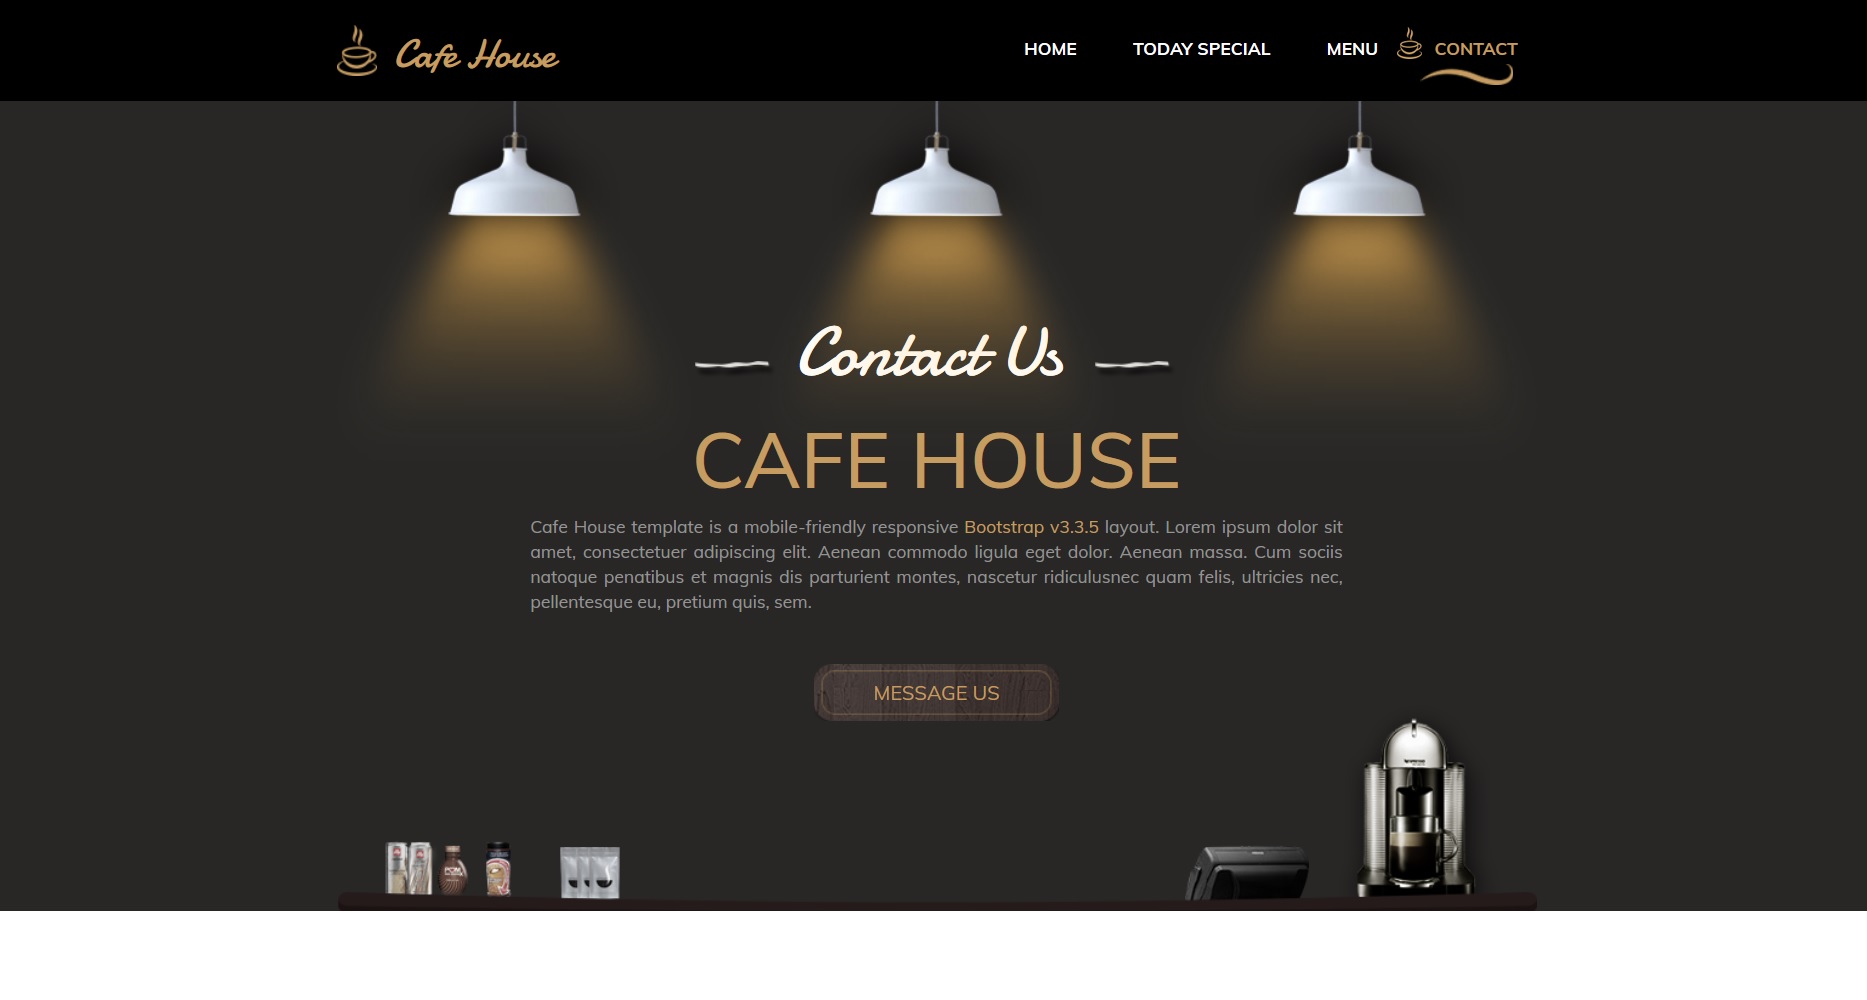 Cafe House
HOME TODAY SPECIAL MENU CONTACT
Contact Us
CAFE HOUSE
Cafe House template is a mobile-friendly responsive Bootstrap v3.3.5 layout. Lorem ipsum dolor sit
amet, consectetuer adipiscing elit. Aenean commodo ligula eget dolor. Aenean massa. Cum sociis
natoque penatibus et magnis dis parturient montes, nascetur ridiculusnec quam felis, ultricies nec,
pellentesque eu, pretium quis, sem.
MESSAGE US
POM